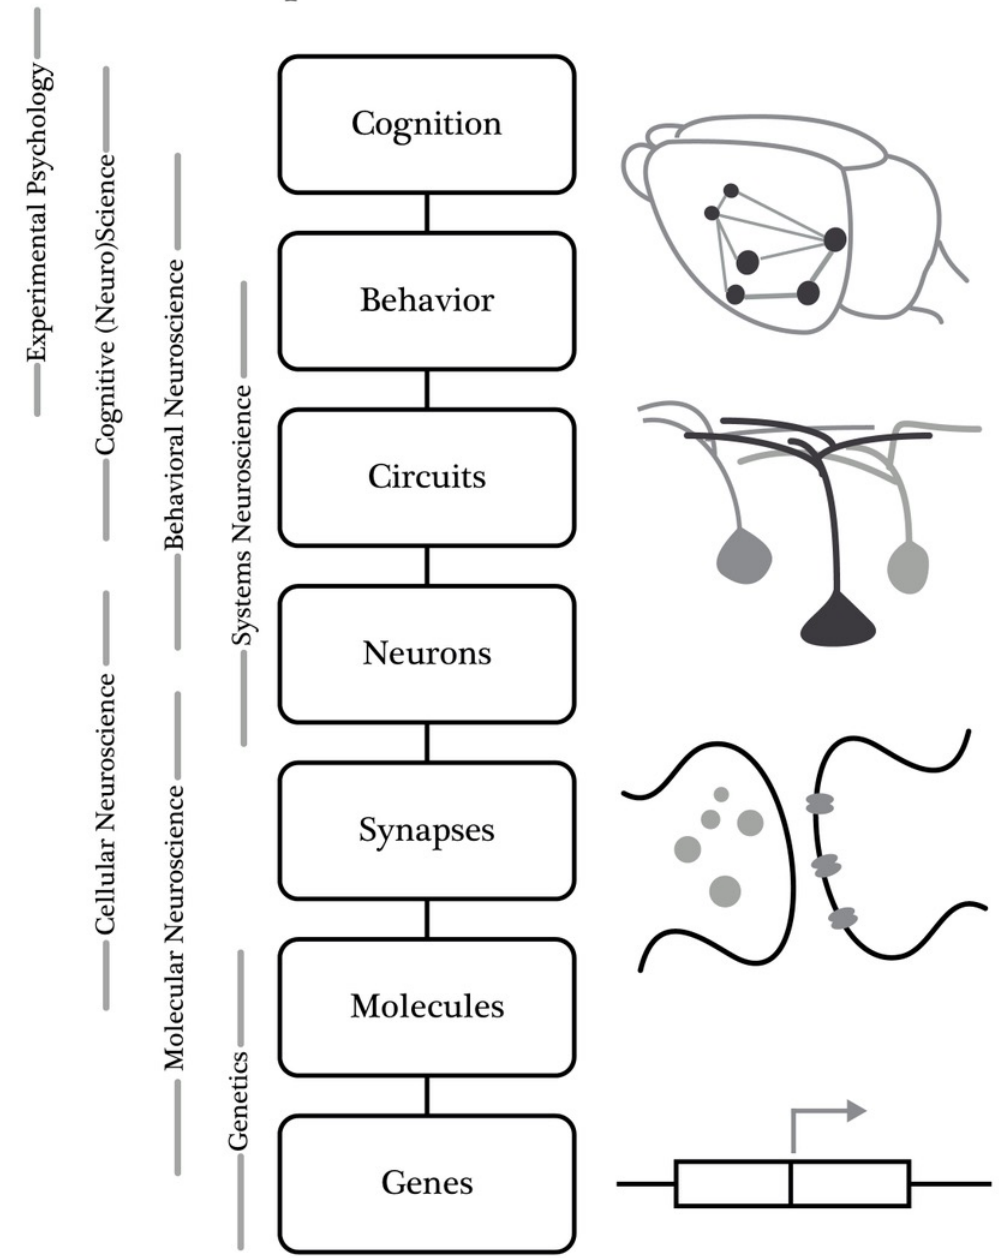 Experimental Psychology
Cognitive (Neuro)Science
Behavioral Neuroscience
Systems Neuroscience
Cellular Neuroscience
Molecular Neuroscience
Genetics
Cognition
Behavior
Circuits
Neurons
Synapses
Molecules
Genes